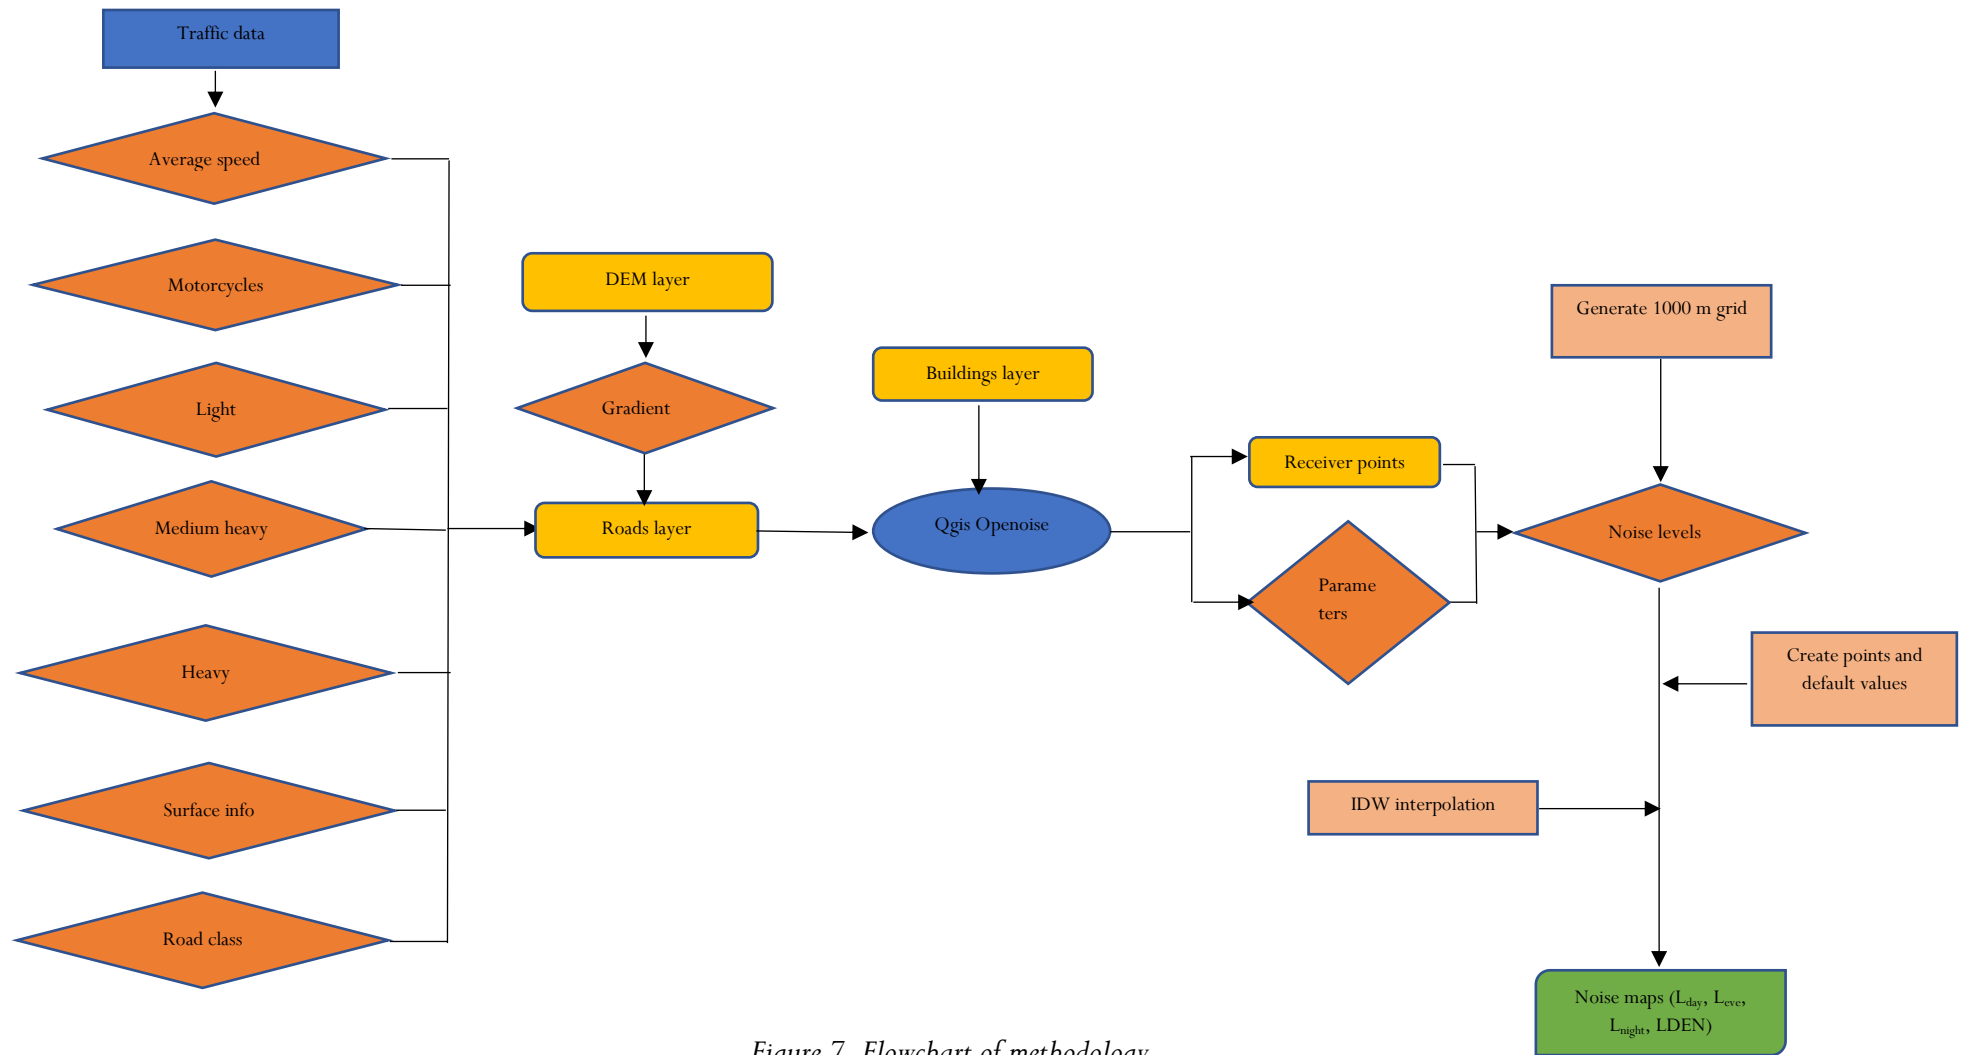 Traffic data
Average speed
Motorcycles
Light
Medium heavy
Heavy
Surface info
Road class
DEM layer
Gradient
Roads layer
Buildings layer
Qgis Openoise
Receiver points
Parame
ters
Generate 1000 m grid
Noise levels
Create points and
default values
IDW interpolation
Noise maps (Lday, Leve,
Lnight, LDEN)
Figure 7. Flowchart of methodology